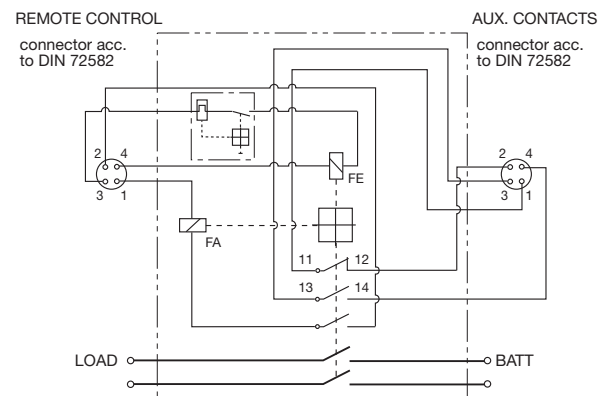 REMOTE CONTROL
connector acc.
to DIN 72582
AUX. CONTACTS
connector acc.
to DIN 72582
2 4
3 1
FE
FA
2 4
3 1
11 12
13 14
LOAD
BATT